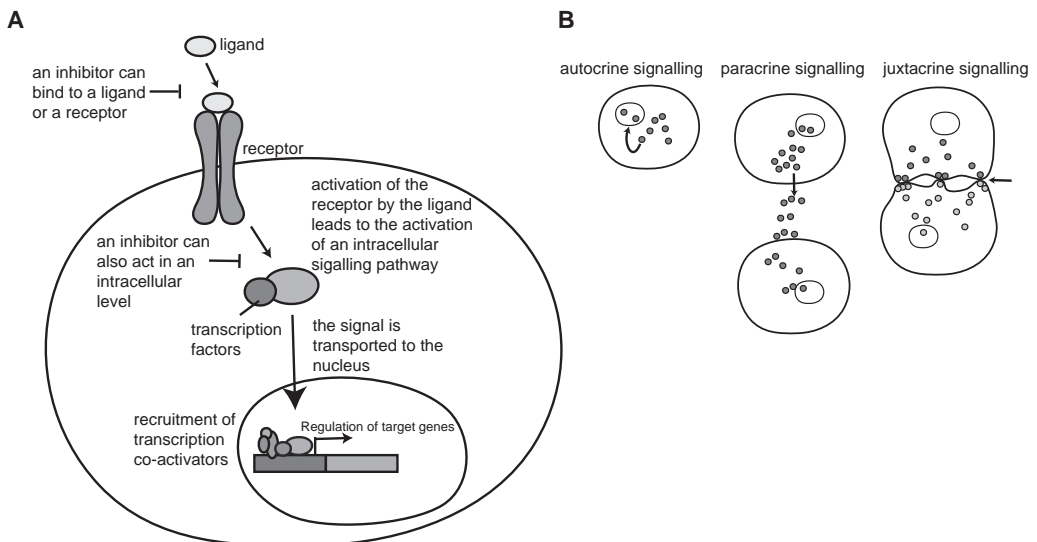 A
ligand
an inhibitor can
bind to a ligand
or a receptor
receptor
activation of the
receptor by the ligand
leads to the activation
of an intracellular
sigalling pathway
an inhibitor can
also act in an
intracellular
level
transcription
factors
the signal is
transported to the
nucleus
recruitment of
transcription
co-activators
Regulation of target genes
B
autocrine signalling
paracrine signalling
juxtacrine signalling